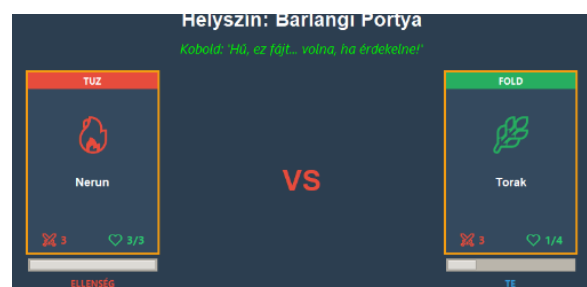 Helyszín: Barlangi Portya
Kobold: 'Hű, ez fájt... volna, ha érdekelne!'
TUZ
FOLD
Nerun
VS
Torak
3
3/3
3
1/4
ELLENSÉG
TE